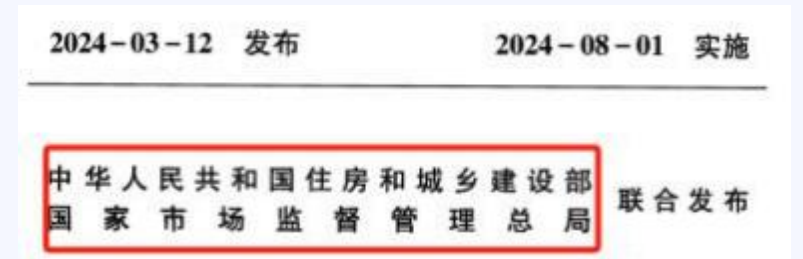 2024-03-12 发布 2024-08-01 实施
中华人民共和国住房和城乡建设部
国家市场监督管理总局
联合发布